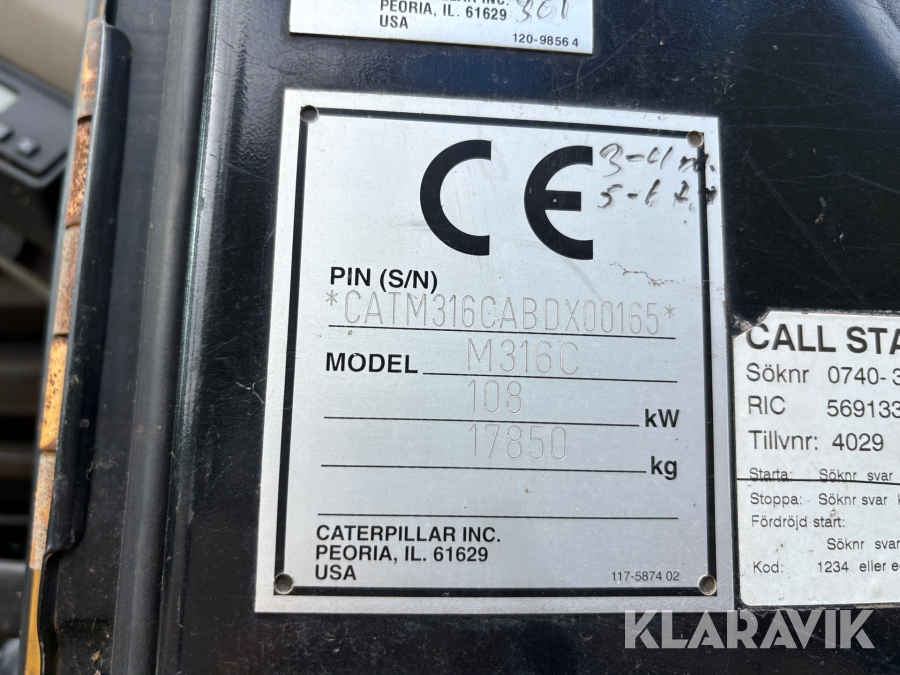 PEORIA, IL. 61629 301
USA
120-9856 4
CE
PIN (S/N)
*CATM316CABDX00165*
MODEL M316C
108 kW
17850 kg
CATERPILLAR INC.
PEORIA, IL. 61629
USA
117-5874 02
CALL STA
Söknr 0740-3
RIC 569133
Tillvnr: 4029
Starta: Söknr svar
Stoppa: Söknr svar
Fördröjd start:
Söknr svar
Kod: 1234 eller
KLARAVIK